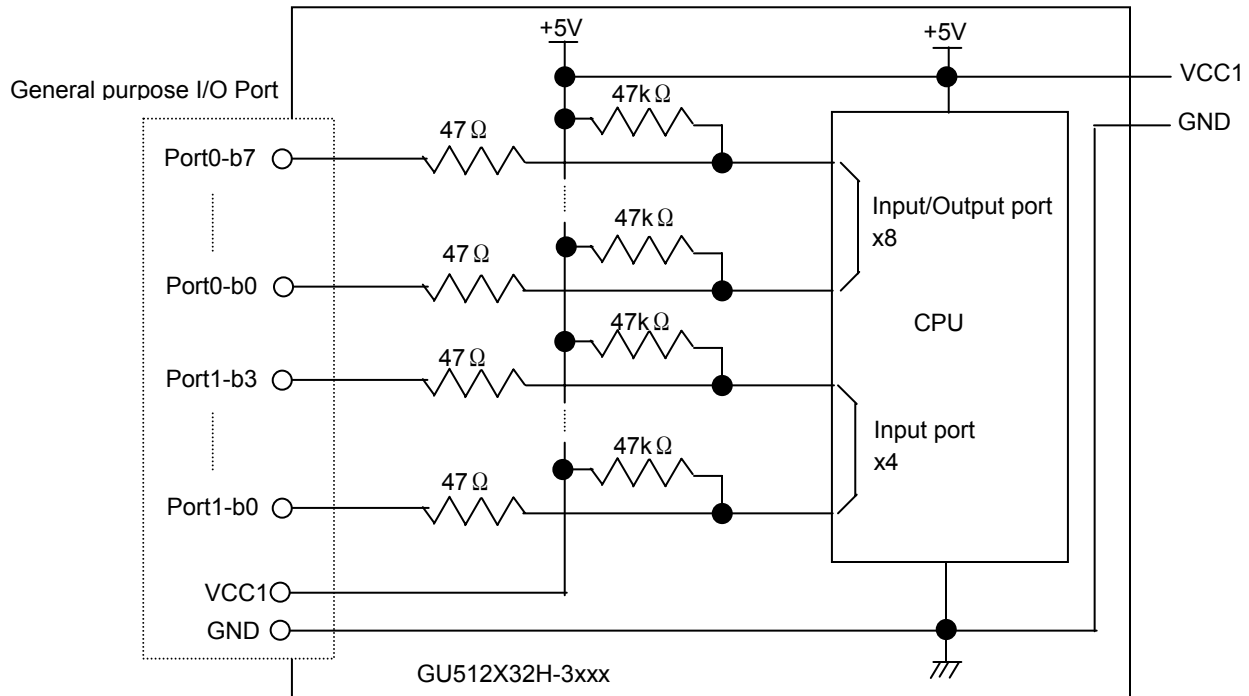 +5V
+5V
VCC1
General purpose I/O Port
47kΩ
GND
47Ω
Port0-b7
Input/Output port
x8
47kΩ
47Ω
Port0-b0
47kΩ
CPU
47Ω
Port1-b3
Input port
x4
47kΩ
47Ω
Port1-b0
VCC1
GND
GU512X32H-3xxx